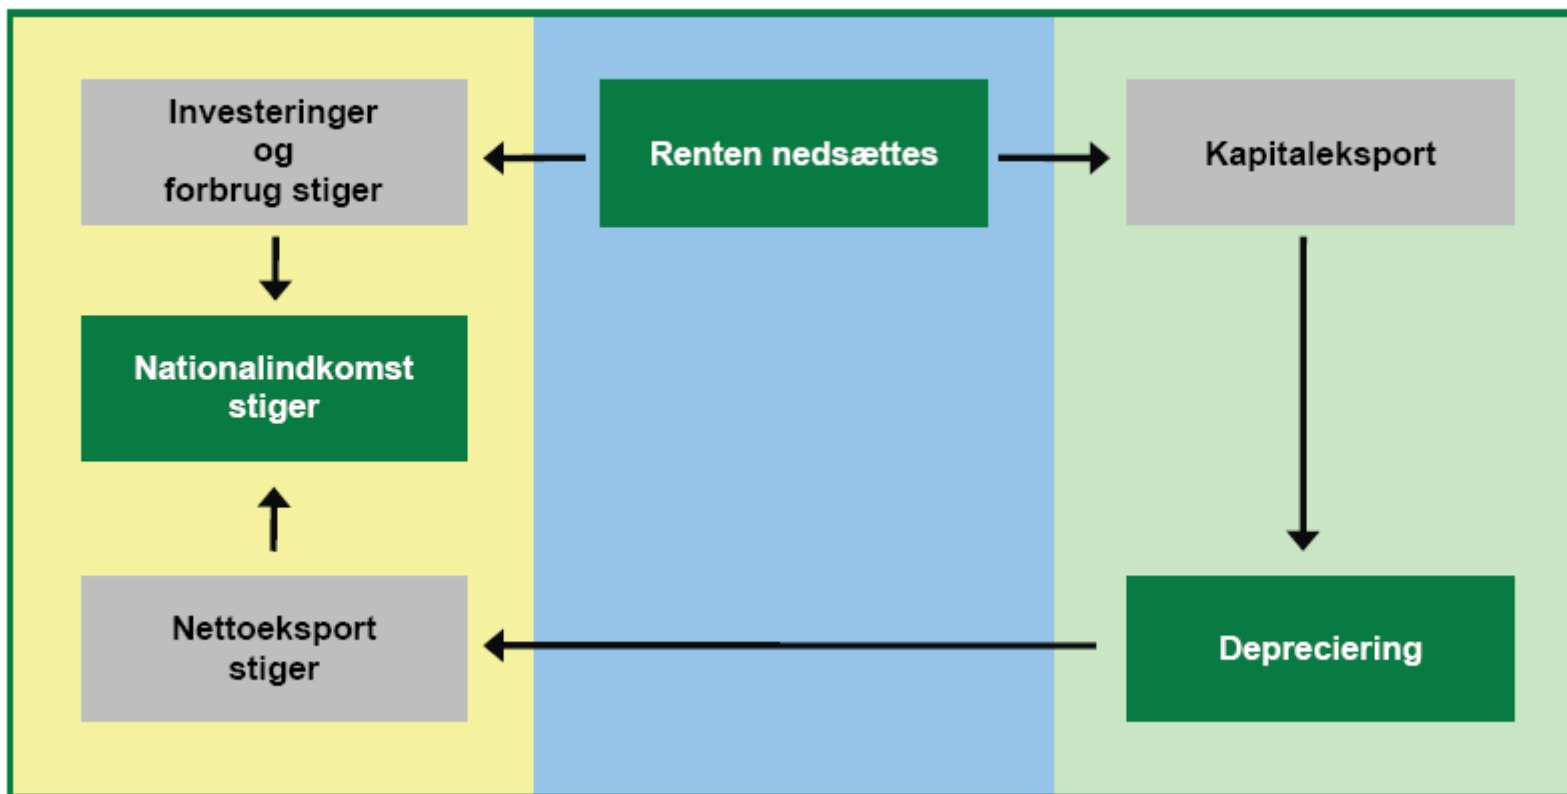 Investeringer
og
forbrug stiger
Renten nedsættes
Kapitaleksport
Nationalindkomst
stiger
Nettoeksport
stiger
Depreciering